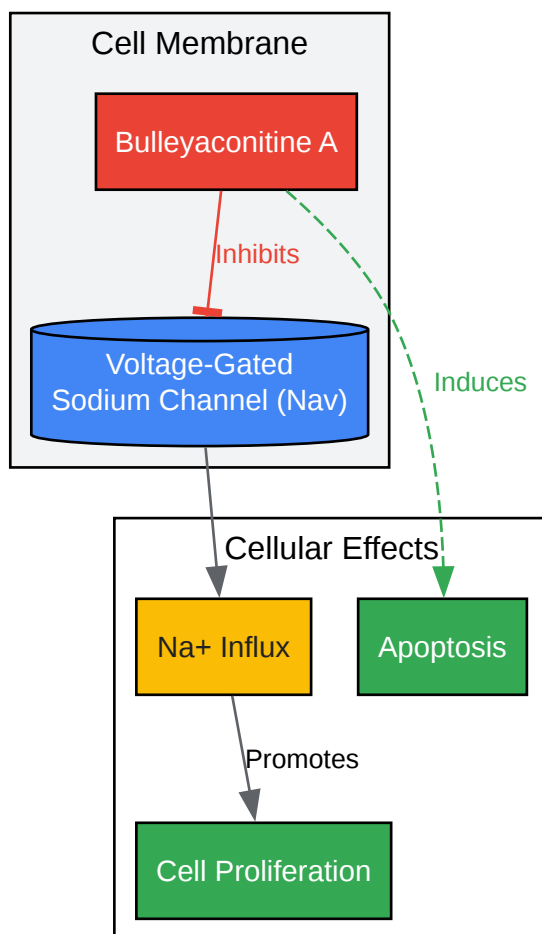 Cell Membrane
Bulleyaconitine A
Inhibits
Voltage-Gated
Sodium Channel (Nav)
Induces
Cellular Effects
Na+ Influx
Apoptosis
Promotes
Cell Proliferation